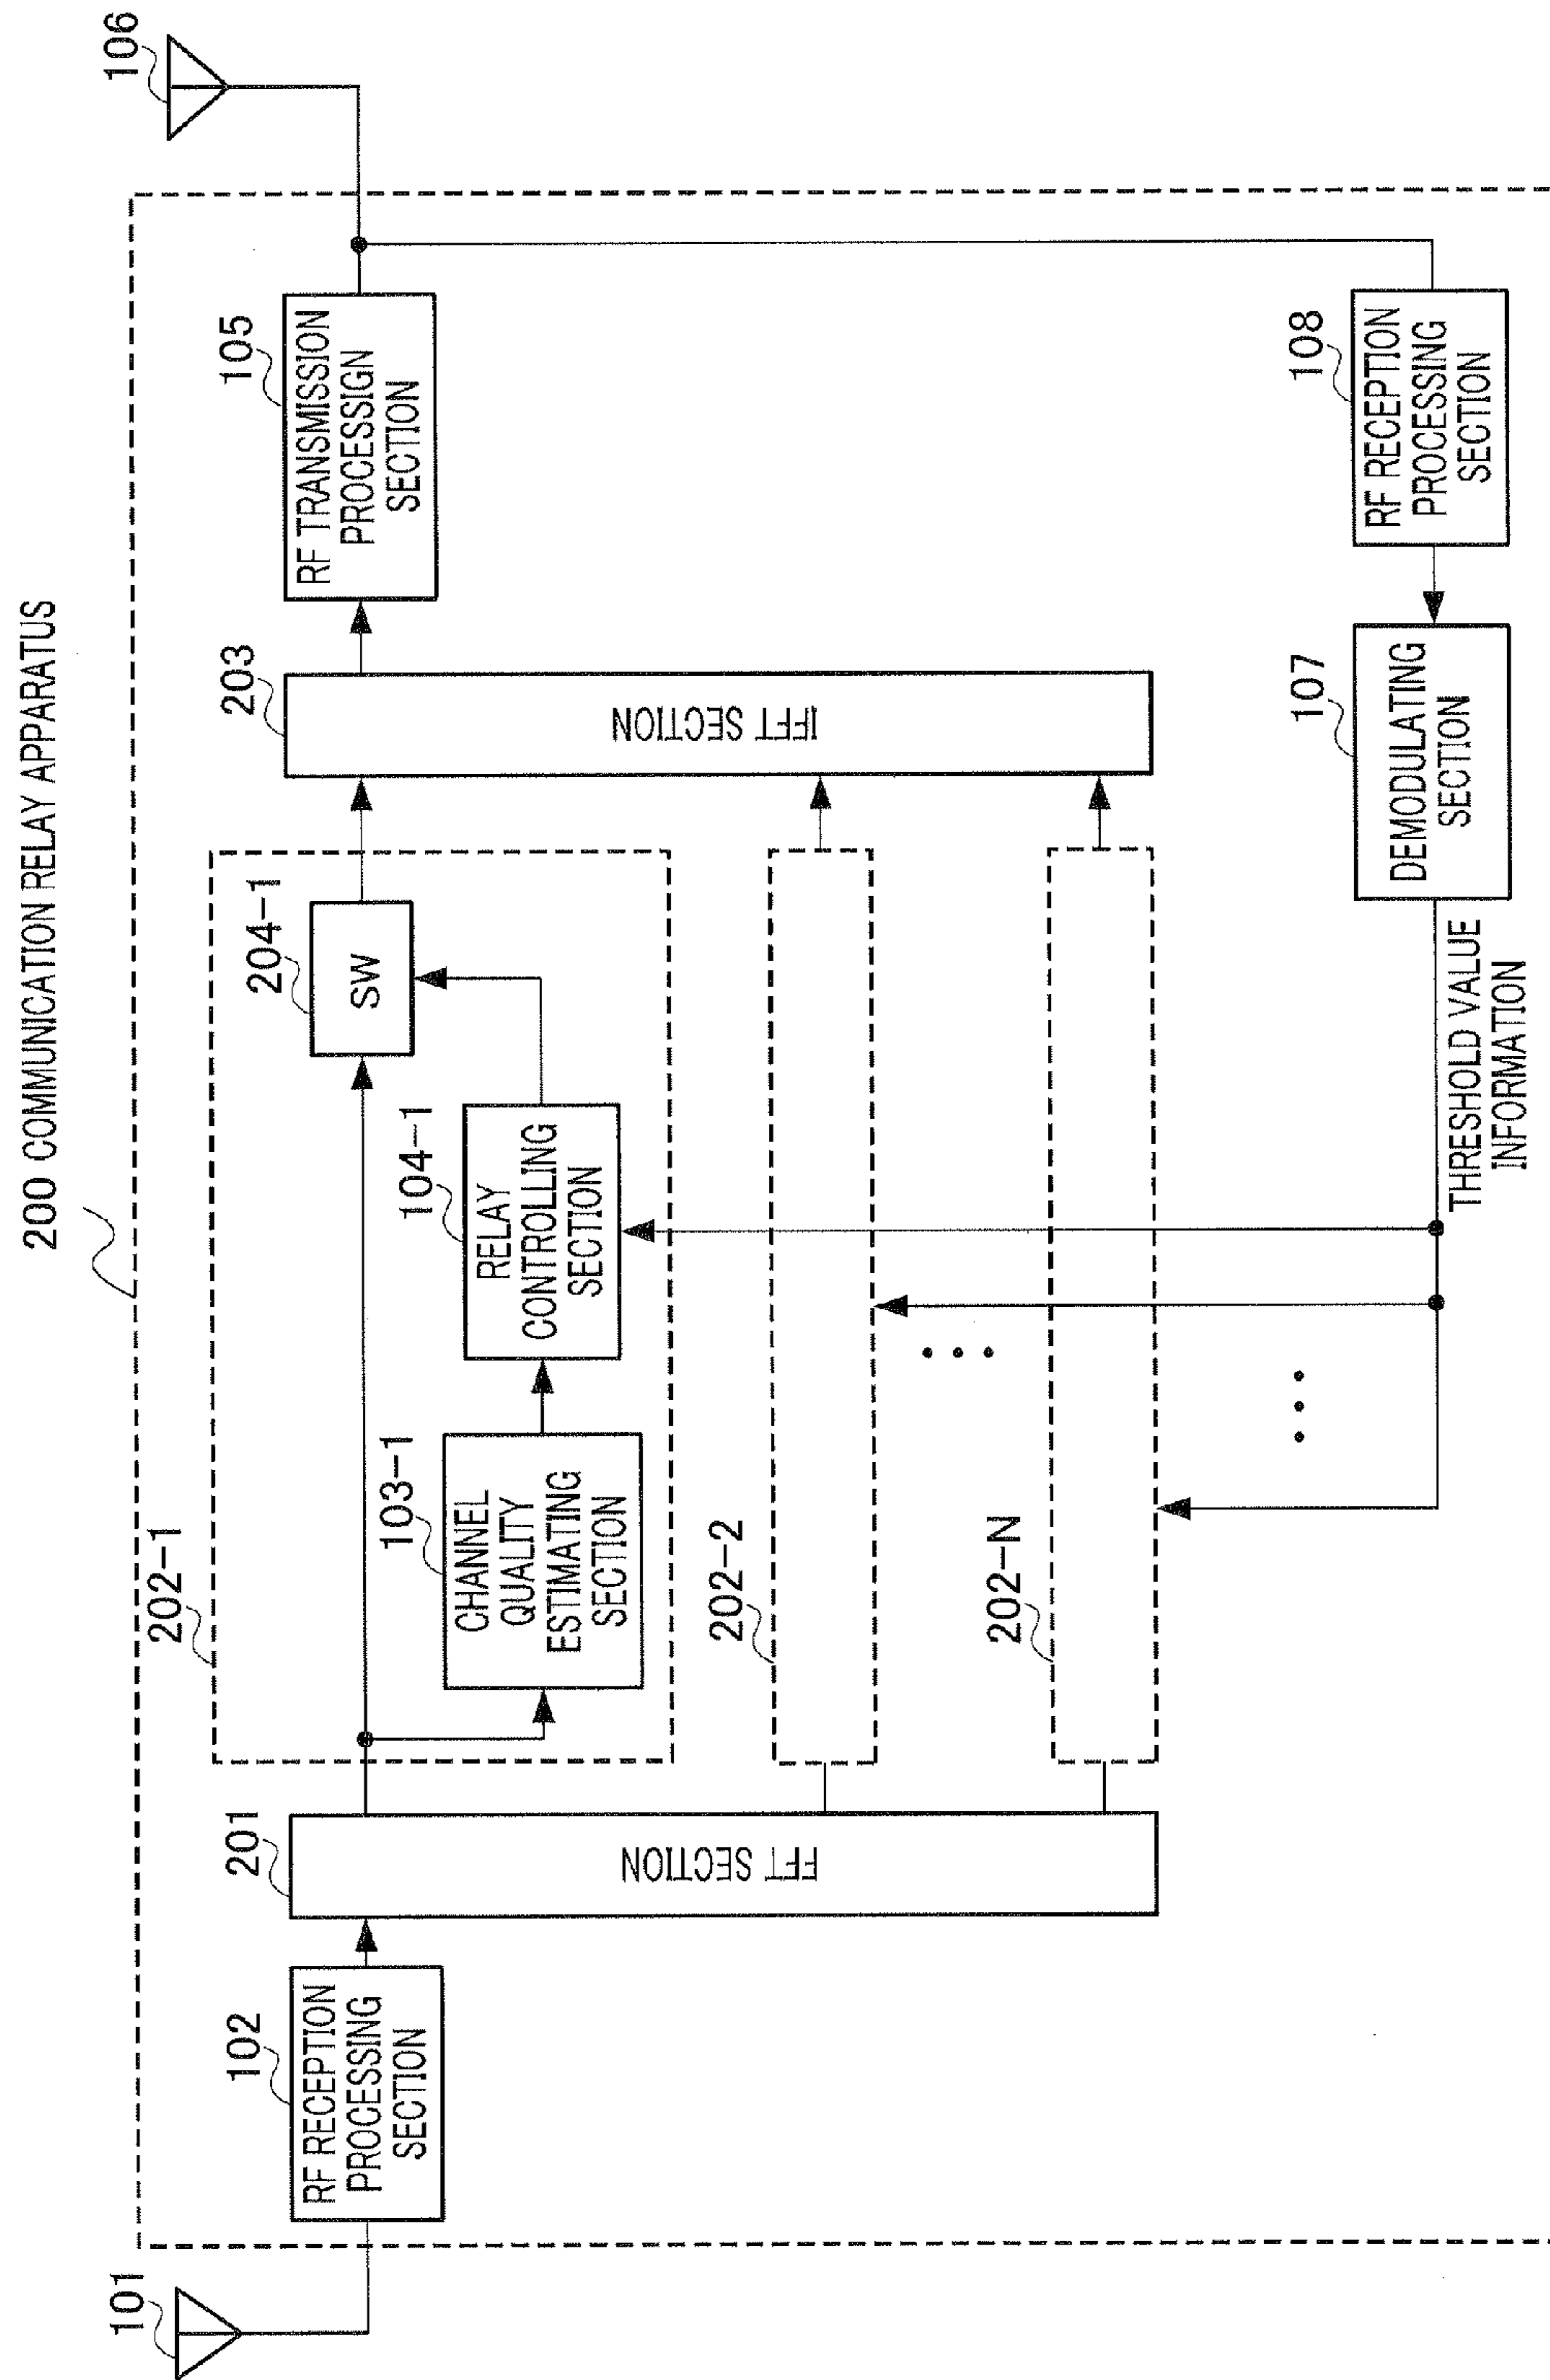 200 COMMUNICATION RELAY APPARATUS
101
102
RF RECEPTION
PROCESSING
SECTION
201
FFT SECTION
202-1
103-1
CHANNEL
QUALITY
ESTIMATING
SECTION
104-1
RELAY
CONTROLLING
SECTION
204-1
SW
202-2
202-N
203
IFFT SECTION
105
RF TRANSMISSION
PROCESSIGN
SECTION
106
108
RF RECEPTION
PROCESSING
SECTION
107
DEMODULATING
SECTION
THRESHOLD VALUE
INFORMATION